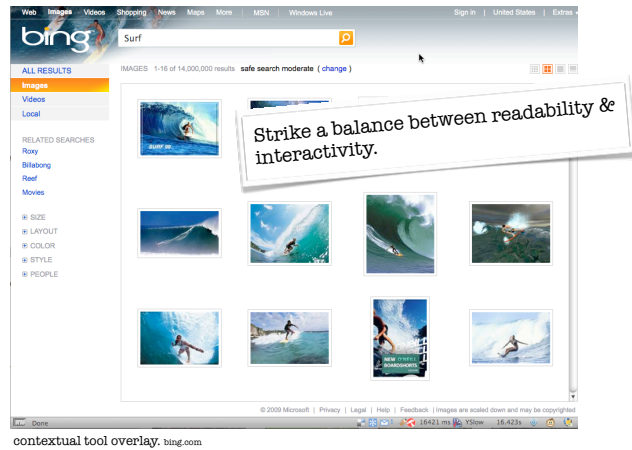 Web Images Videos Shopping News Maps More | MSN | Windows Live Sign in | United States | Extras
bing
Surf
ALL RESULTS
IMAGES 1-16 of 14,000,000 results safe search moderate ( change )
Images
Videos
Local
RELATED SEARCHES
Roxy
Billabong
Reef
Movies
SIZE
LAYOUT
COLOR
STYLE
PEOPLE
Strike a balance between readability &
interactivity.
NEW O'NEILL
BOARDSHORTS
© 2009 Microsoft | Privacy | Legal | Help | Feedback | Images are scaled down and may be copyrighted
Done 16421 ms YSlow 16.423s
contextual tool overlay. bing.com